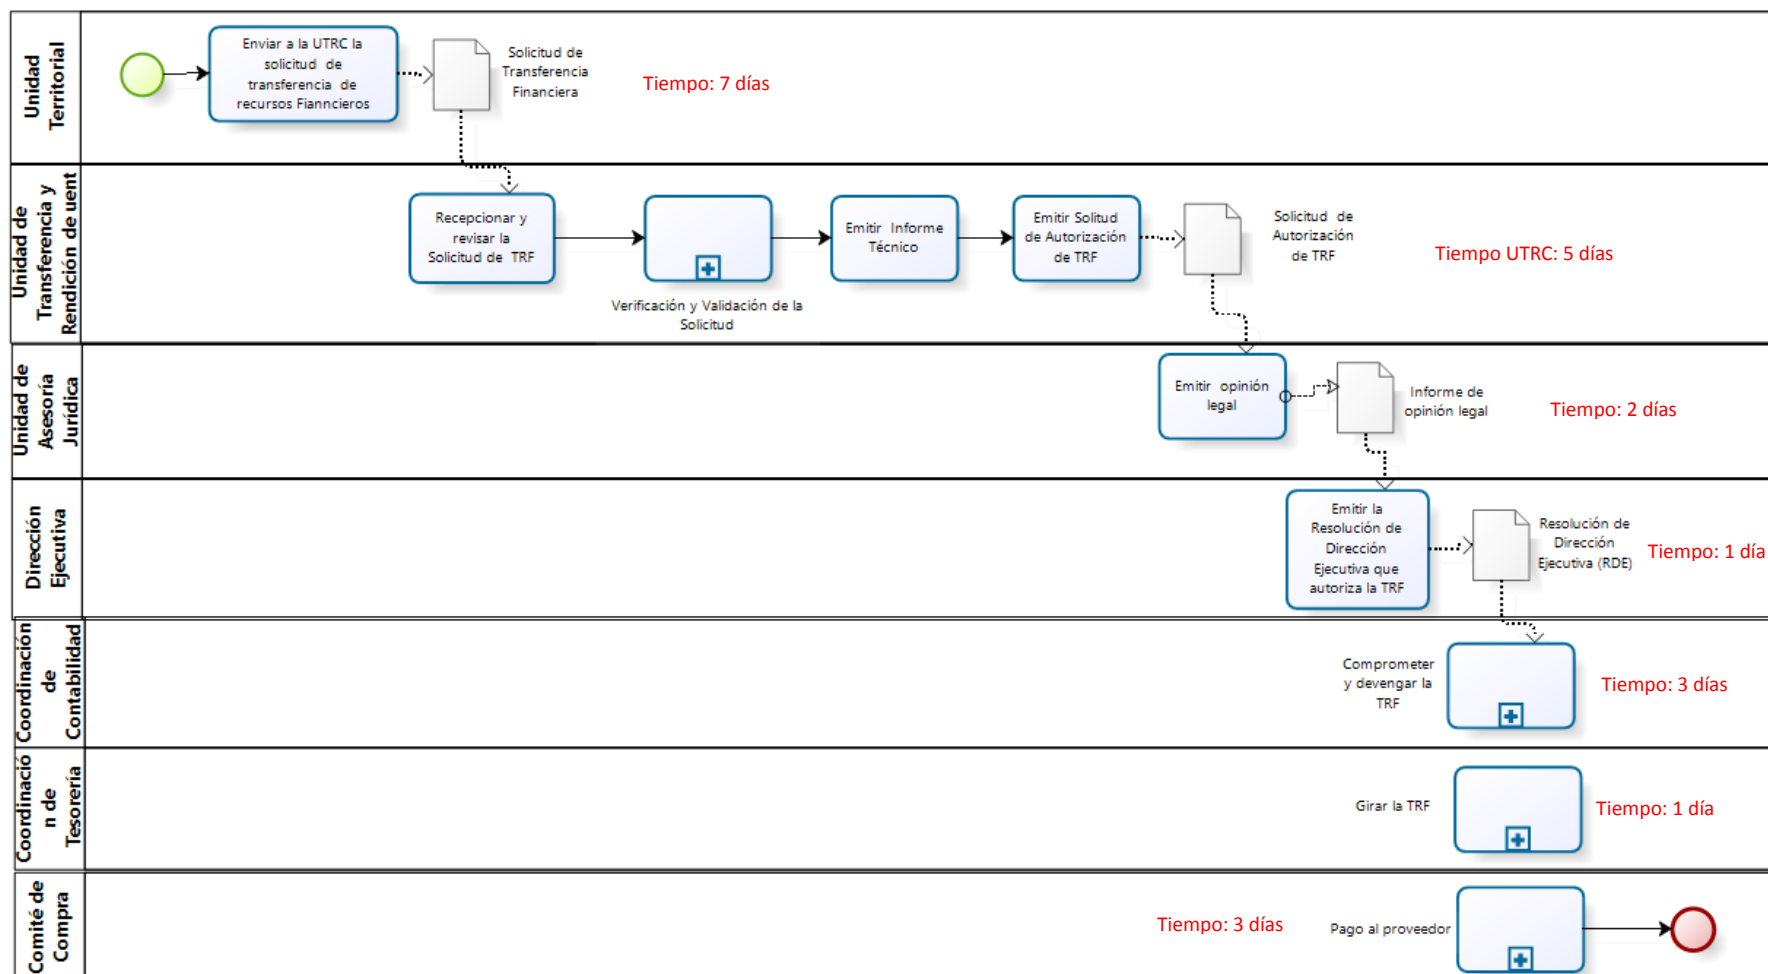 Unidad
Territorial
Enviar a la UTRC la
solicitud de
transferencia de
recursos Fianncieros
Solicitud de
Transferencia
Financiera
Tiempo: 7 días
Unidad de
Transferencia y
Rendición de uent
Recepcionar y
revisar la
Solicitud de TRF
Verificación y Validación de la
Solicitud
Emitir Informe
Técnico
Emitir Solitud
de Autorización
de TRF
Solicitud de
Autorización
de TRF
Tiempo UTRC: 5 días
Unidad de
Asesoría
Jurídica
Emitir opinión
legal
Informe de
opinión legal
Tiempo: 2 días
Dirección
Ejecutiva
Emitir la
Resolución de
Dirección
Ejecutiva que
autoriza la TRF
Resolución de
Dirección
Ejecutiva (RDE)
Tiempo: 1 día
Coordinación
de
Contabilidad
Comprometer
y devengar la
TRF
Tiempo: 3 días
Coordinació
n de
Tesorería
Girar la TRF
Tiempo: 1 día
Comité de
Compra
Tiempo: 3 días
Pago al proveedor